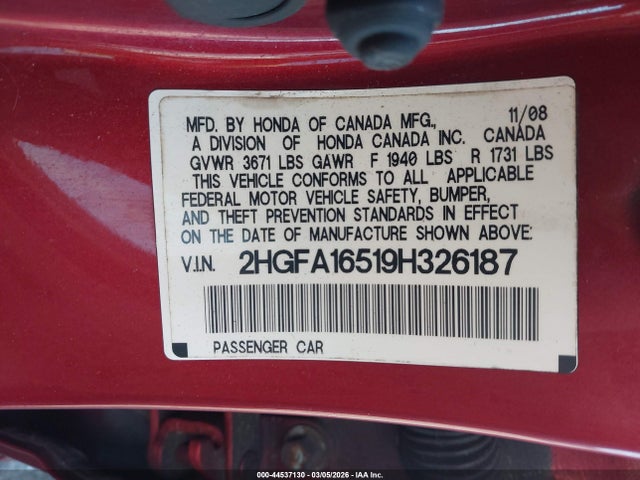 MFD. BY HONDA OF CANADA MFG., 11/08
A DIVISION OF HONDA CANADA INC. CANADA
GVWR 3671 LBS GAWR F 1940 LBS R 1731 LBS
THIS VEHICLE CONFORMS TO ALL APPLICABLE
FEDERAL MOTOR VEHICLE SAFETY, BUMPER,
AND THEFT PREVENTION STANDARDS IN EFFECT
ON THE DATE OF MANUFACTURE SHOWN ABOVE:
V.I.N. 2HGFA16519H326187
PASSENGER CAR
000-44537130 - 03/05/2026 - IAA Inc.